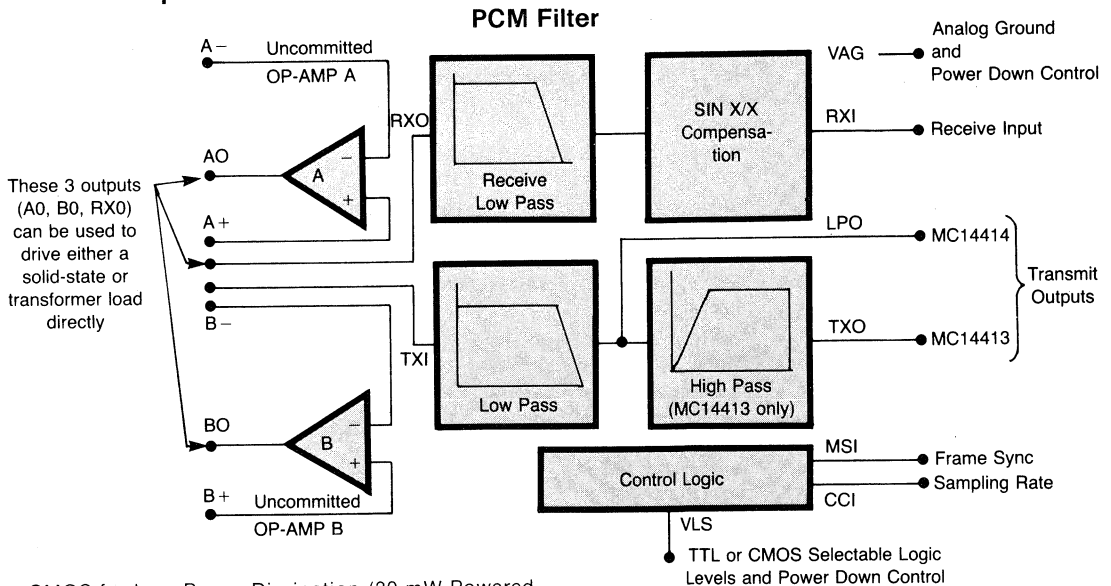 PCM Filter
A-
Uncommitted
OP-AMP A
AO
A
-
+
A+
These 3 outputs
(A0, B0, RX0)
can be used to
drive either a
solid-state or
transformer load
directly
B-
BO
B
-
+
B+
Uncommitted
OP-AMP B
RXO
Receive
Low Pass
SIN X/X
Compensa-
tion
VAG
Analog Ground
and
Power Down Control
RXI
Receive Input
LPO
MC14414
TXI
Low Pass
High Pass
(MC14413 only)
TXO
MC14413
Transmit
Outputs
Control Logic
MSI
Frame Sync
CCI
Sampling Rate
VLS
TTL or CMOS Selectable Logic
Levels and Power Down Control